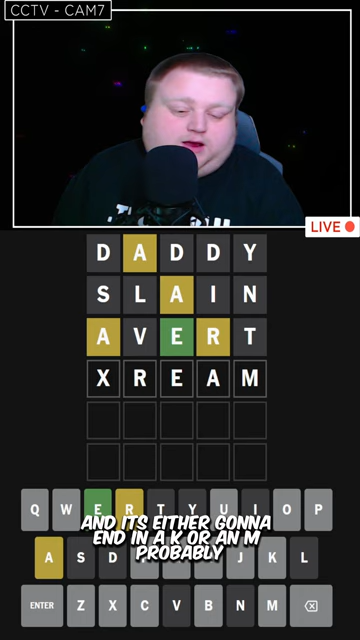 CCTV - CAM7
LIVE
D A D D Y
S L A I N
A V E R T
X R E A M
Q W E R T Y U I O P
AND ITS EITHER GONNA
END IN A K OR AN M
PROBABLY
A S D J K L
ENTER Z X C V B N M